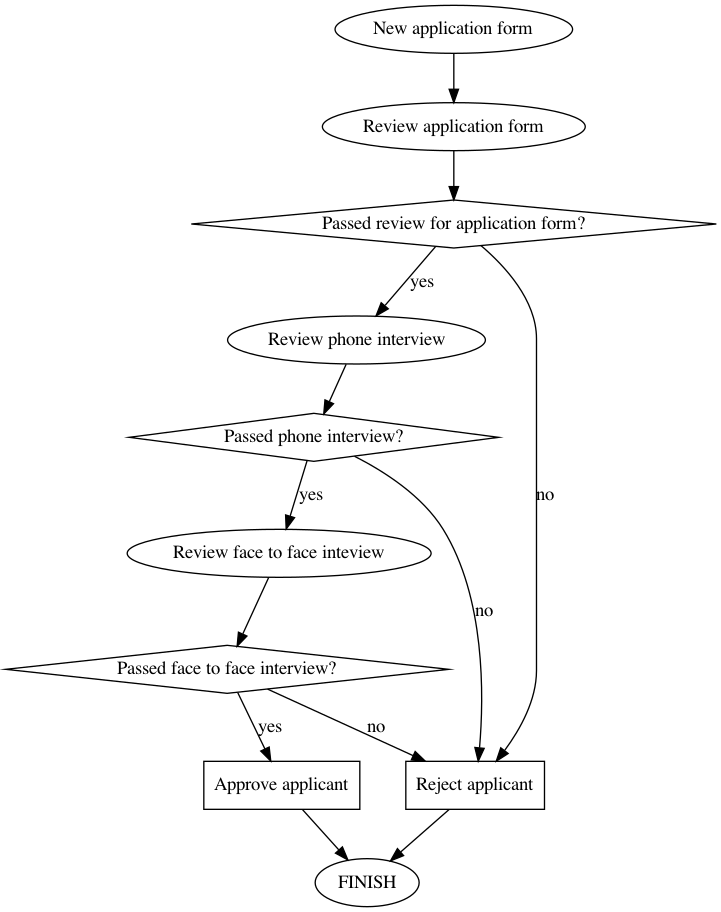 New application form
Review application form
Passed review for application form?
yes
Review phone interview
Passed phone interview?
yes
no
Review face to face inteview
no
Passed face to face interview?
yes
no
Approve applicant
Reject applicant
FINISH